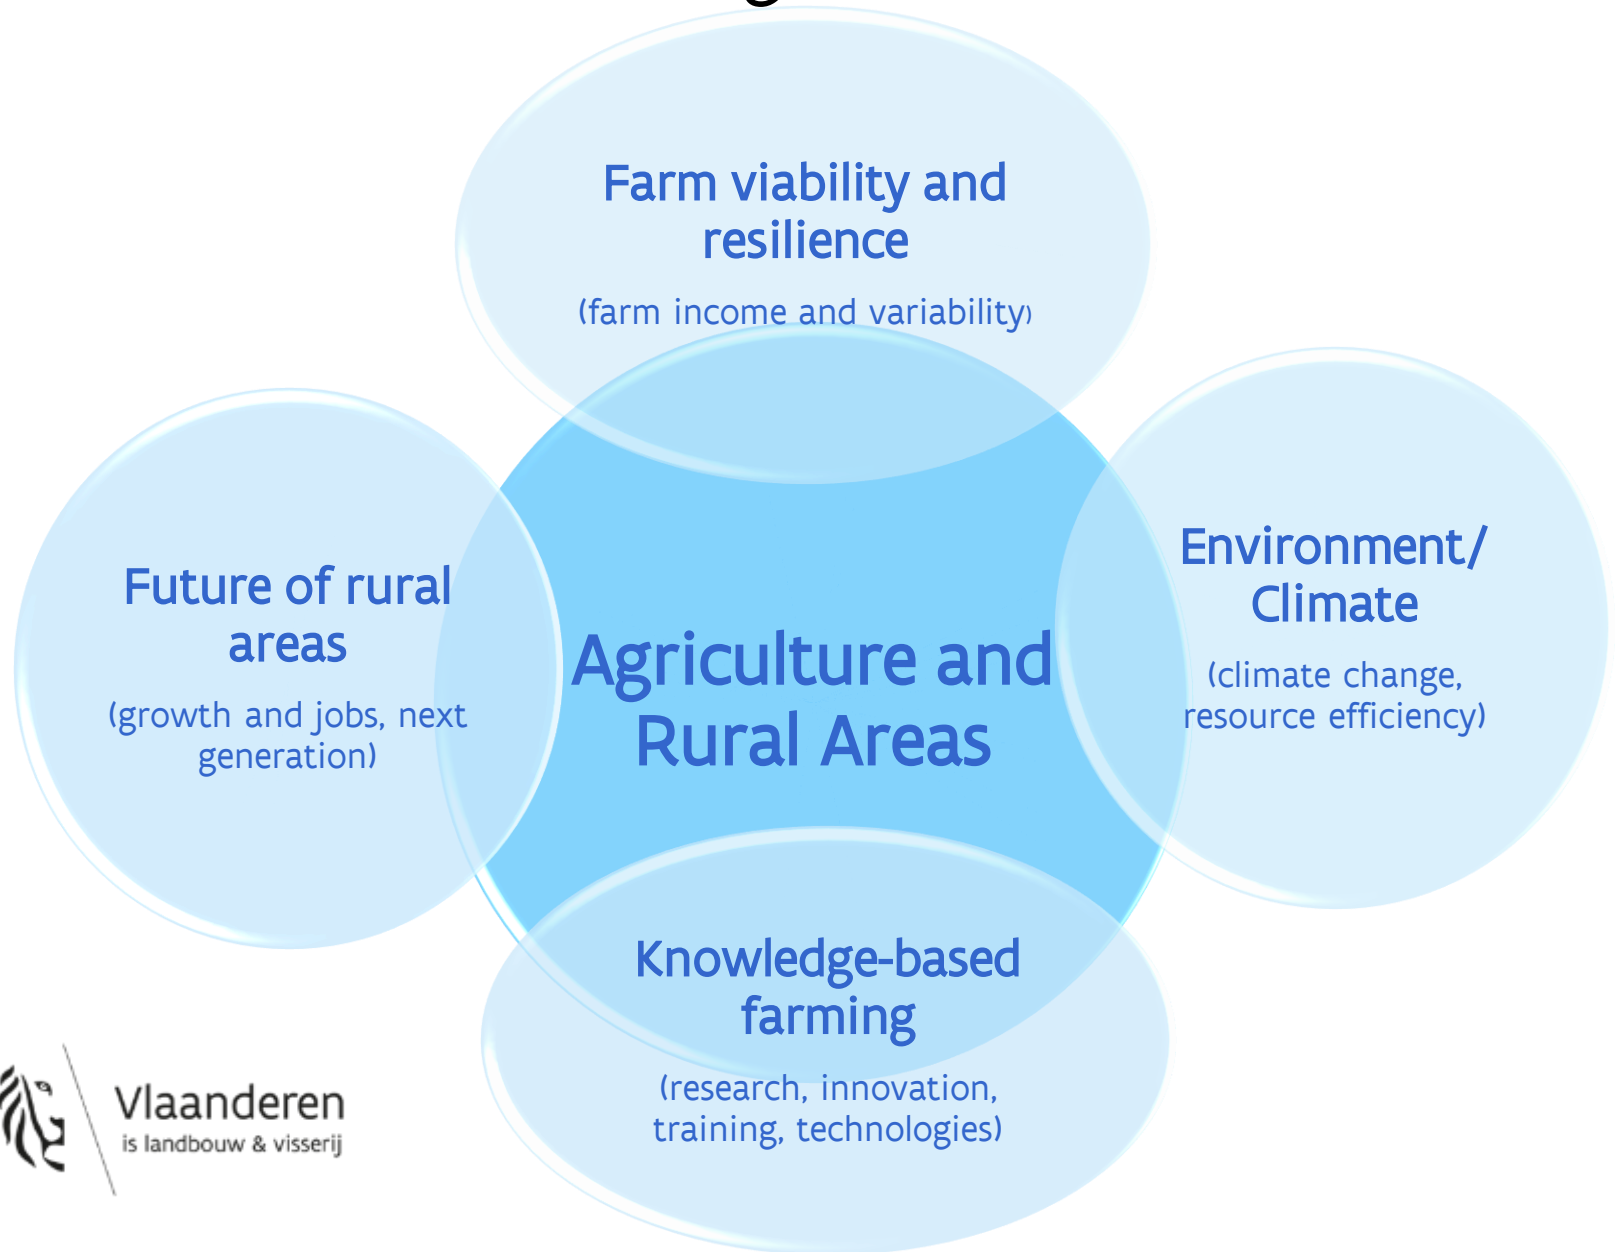 Farm viability and
resilience
(farm income and variability)
Future of rural
areas
(growth and jobs, next
generation)
Agriculture and
Rural Areas
Environment/
Climate
(climate change,
resource efficiency)
Knowledge-based
farming
(research, innovation,
training, technologies)
Vlaanderen
is landbouw & visserij